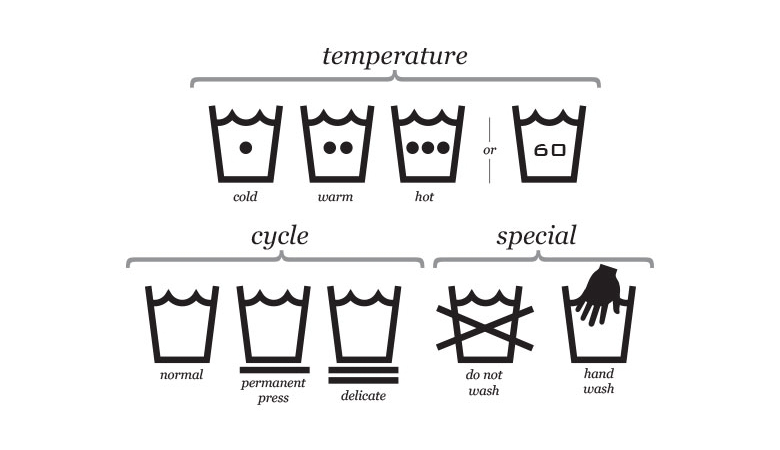 temperature
or
60
cold
warm
hot
cycle
special
normal
permanent
press
delicate
do not
wash
hand
wash